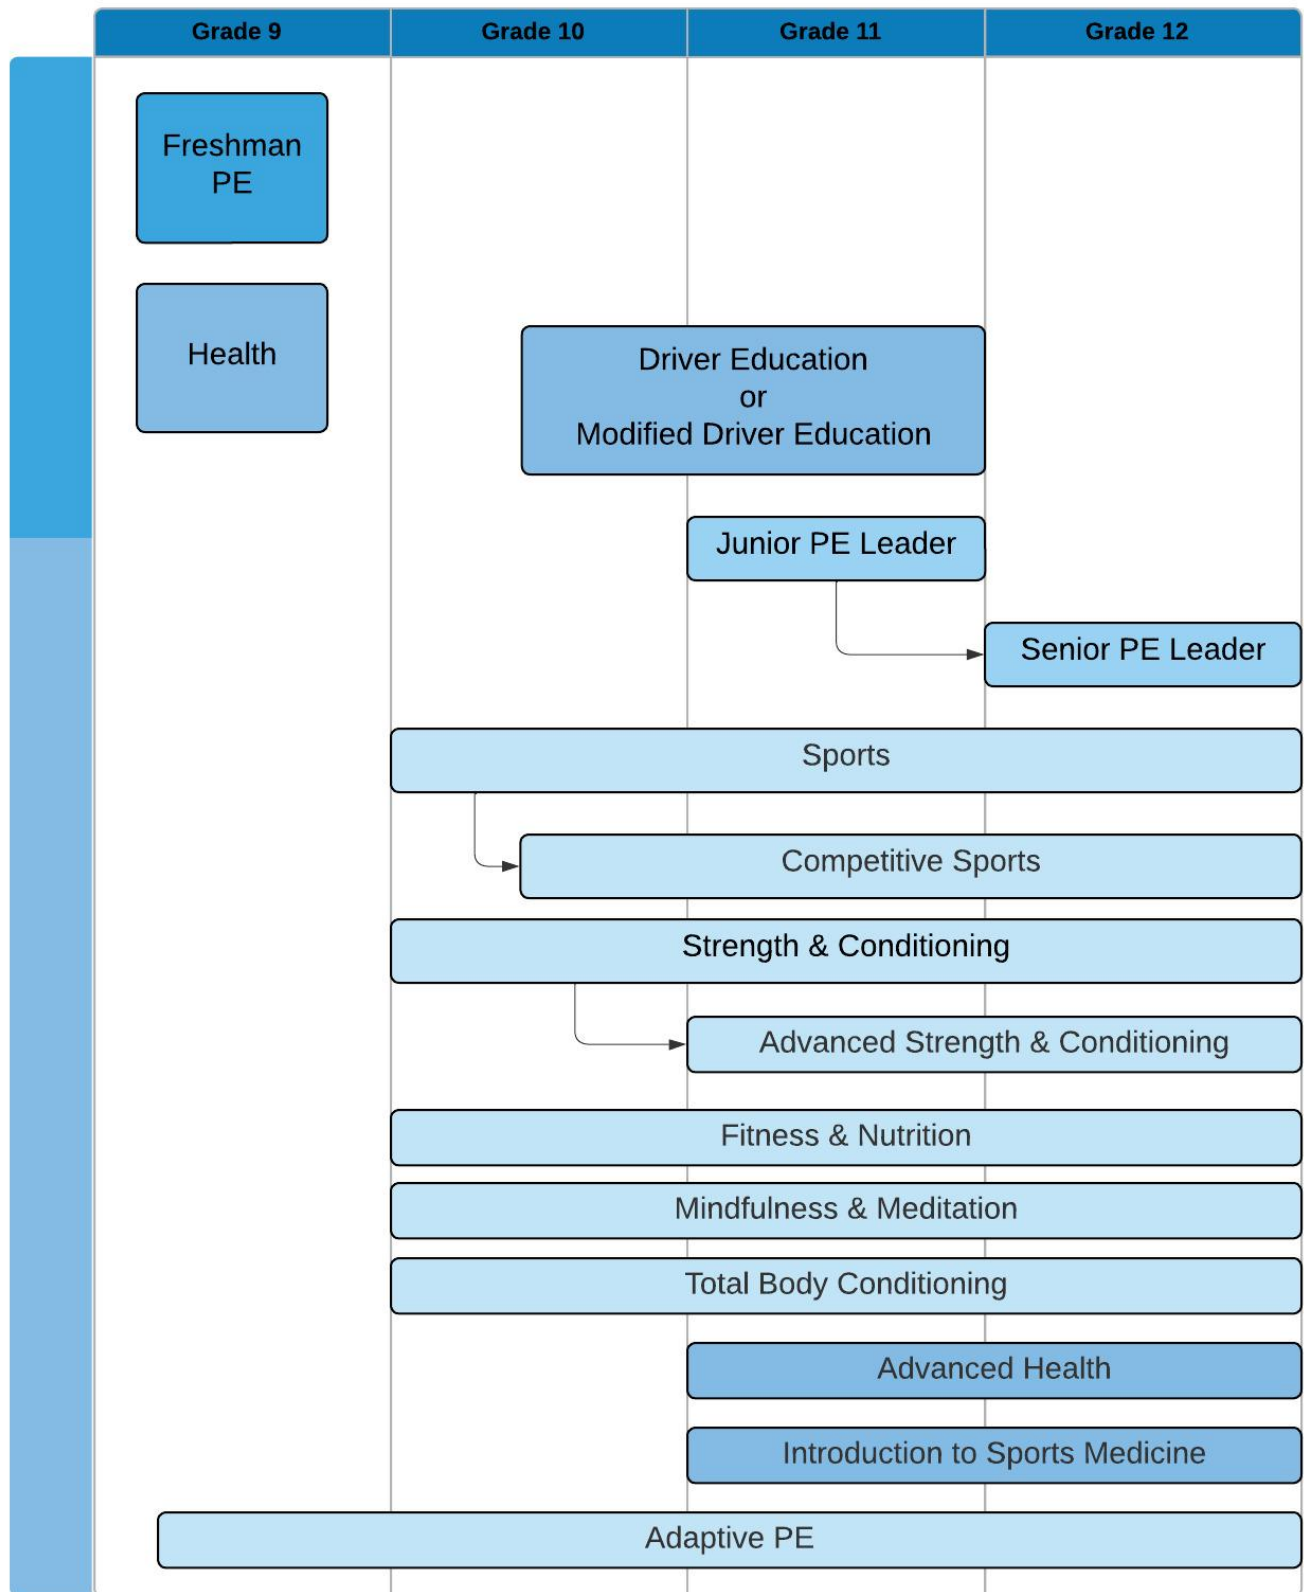 Grade 9
Grade 10
Grade 11
Grade 12
Freshman
PE
Health
Driver Education
or
Modified Driver Education
Junior PE Leader
Senior PE Leader
Sports
Competitive Sports
Strength & Conditioning
Advanced Strength & Conditioning
Fitness & Nutrition
Mindfulness & Meditation
Total Body Conditioning
Advanced Health
Introduction to Sports Medicine
Adaptive PE